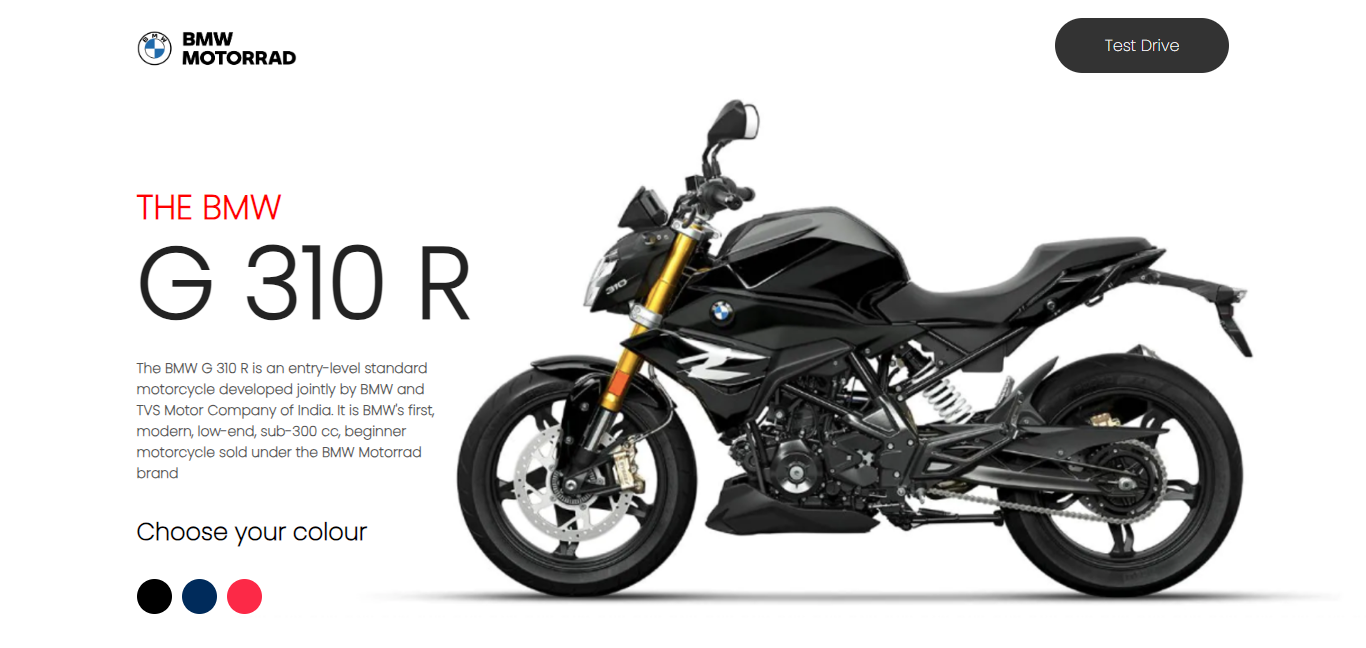 BMW
MOTORRAD
Test Drive
THE BMW
G 310 R
310
The BMW G 310 R is an entry-level standard
motorcycle developed jointly by BMW and
TVS Motor Company of India. It is BMW's first,
modern, low-end, sub-300 cc, beginner
motorcycle sold under the BMW Motorrad
brand
Choose your colour